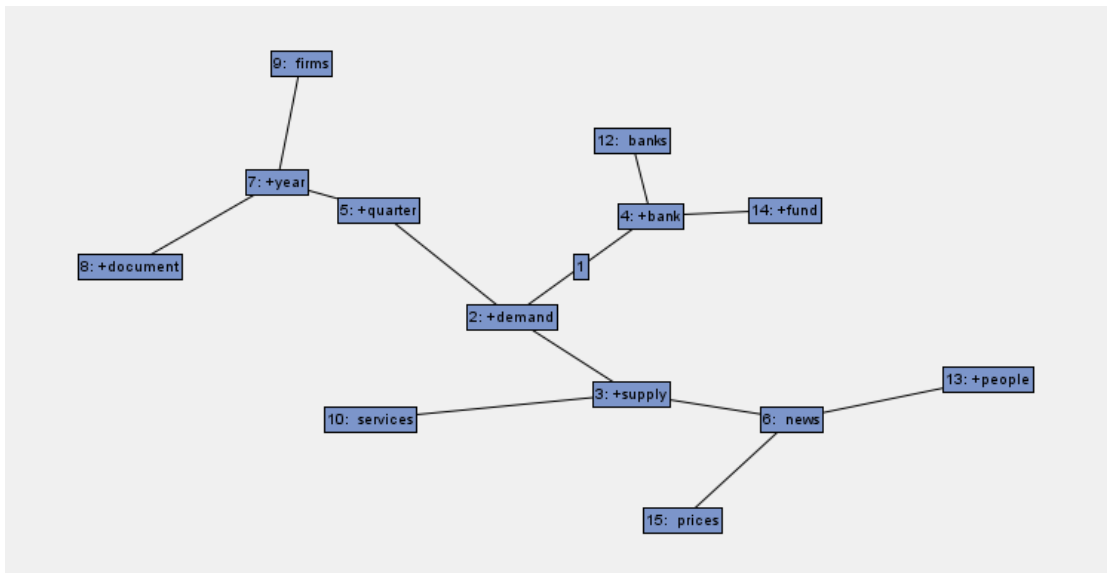 9: firms
12: banks
7: +year
5: +quarter
4: +bank
14: +fund
8: +document
1
2: +demand
13: +people
3: +supply
10: services
6: news
15: prices